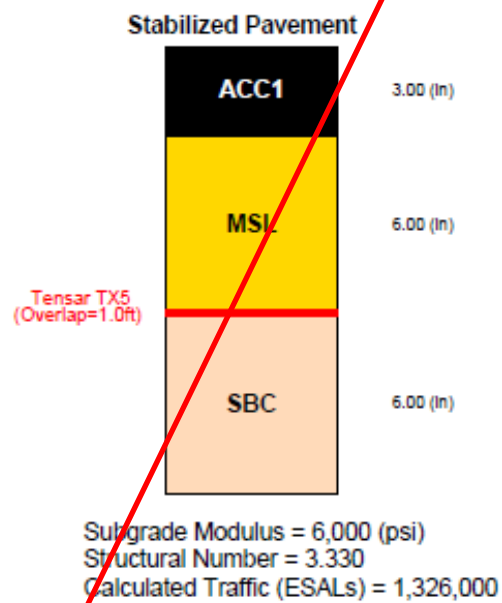 Stabilized Pavement
ACC1
3.00 (in)
MSL
6.00 (in)
Tensar TX5
(Overlap=1.0ft)
SBC
6.00 (in)
Subgrade Modulus = 6,000 (psi)
Structural Number = 3.330
Calculated Traffic (ESALs) = 1,326,000